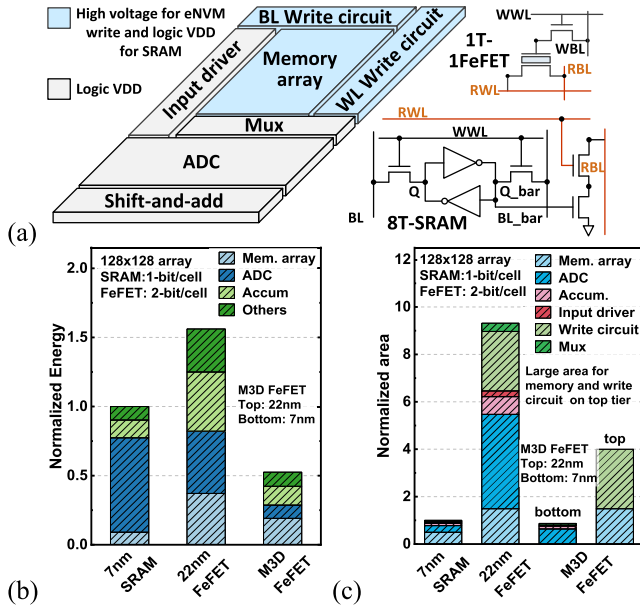 High voltage for eNVM
write and logic VDD
for SRAM
Logic VDD
BL Write circuit
Input driver
Memory
array
WL Write circuit
Mux
ADC
Shift-and-add
WWL
1T-
1FeFET
WBL
RBL
RWL
RWL
WWL
RBL
Q
Q_bar
BL
8T-SRAM
BL_bar
(a)
2.0
1.5
1.0
0.5
0.0
Normalized Energy
128x128 array
SRAM:1-bit/cell
FeFET: 2-bit/cell
Mem. array
ADC
Accum
Others
M3D FeFET
Top: 22nm
Bottom: 7nm
7nm
SRAM
22nm
FeFET
M3D
FeFET
(b)
12
10
8
6
4
2
0
Normalized area
128x128 array
SRAM:1-bit/cell
FeFET: 2-bit/cell
Mem. array
ADC
Accum.
Input driver
Write circuit
Mux
Large area for
memory and write
circuit on top tier
M3D FeFET
Top: 22nm
Bottom: 7nm
top
bottom
7nm
SRAM
22nm
FeFET
M3D
FeFET
(c)